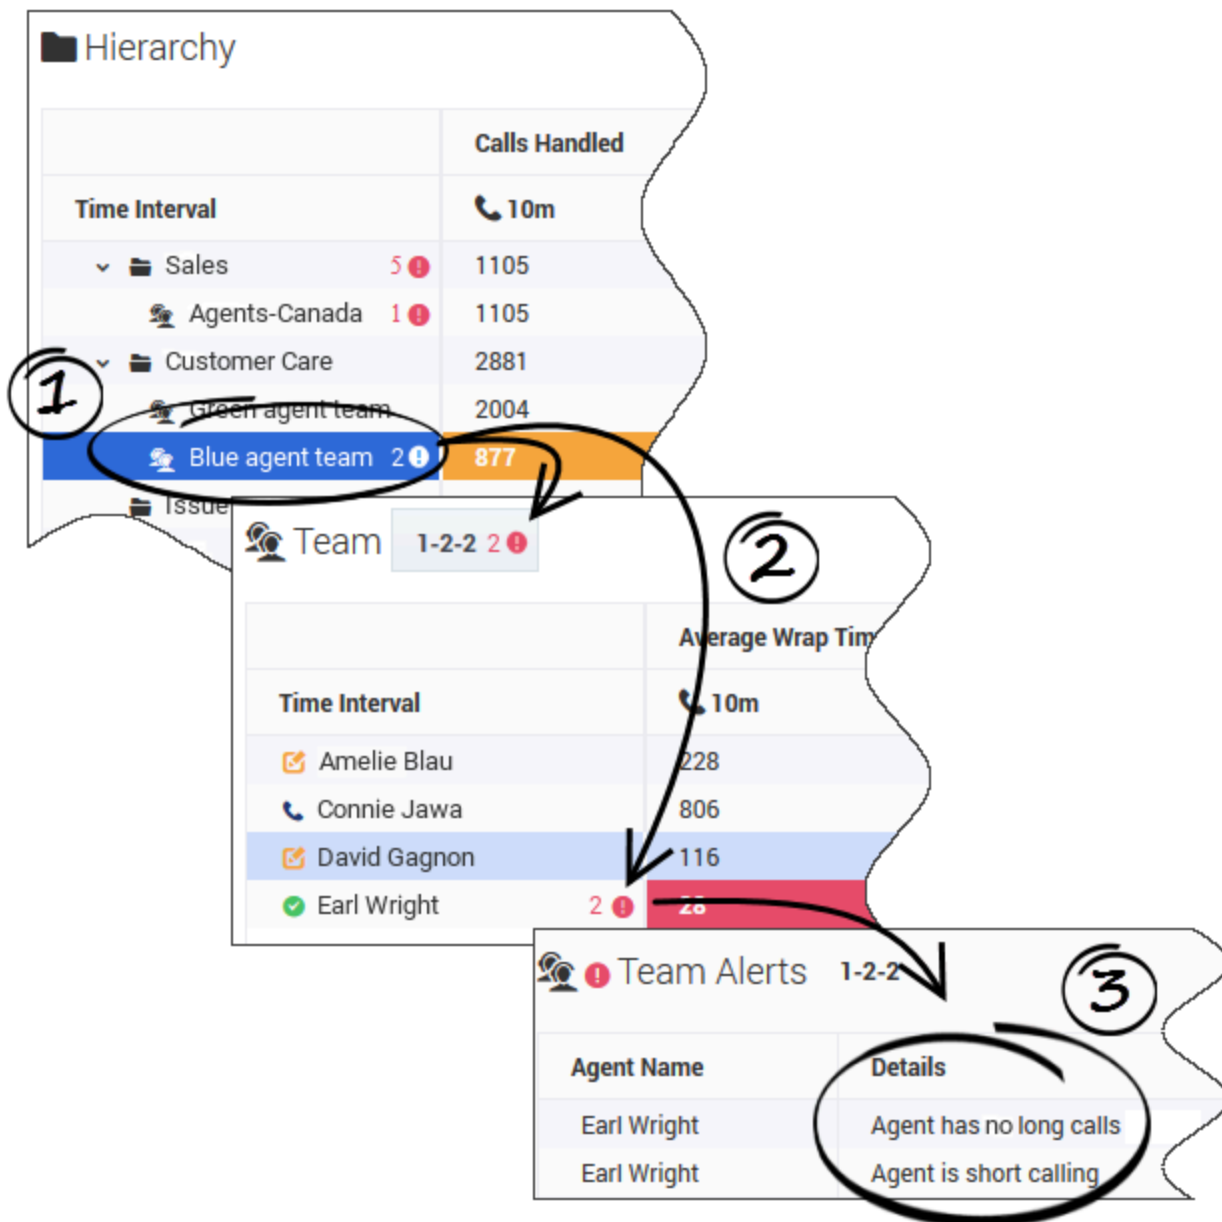 Hierarchy
Calls Handled
Time Interval 10m
Sales 5 1105
Agents-Canada 1 1105
1
Customer Care 2881
Green agent team 2004
Blue agent team 2 877
Issue
Team 1-2-2 2
2
Average Wrap Tim
Time Interval 10m
Amelie Blau 228
Connie Jawa 806
David Gagnon 116
Earl Wright 2 28
Team Alerts 1-2-2
3
Agent Name Details
Earl Wright Agent has no long calls
Earl Wright Agent is short calling